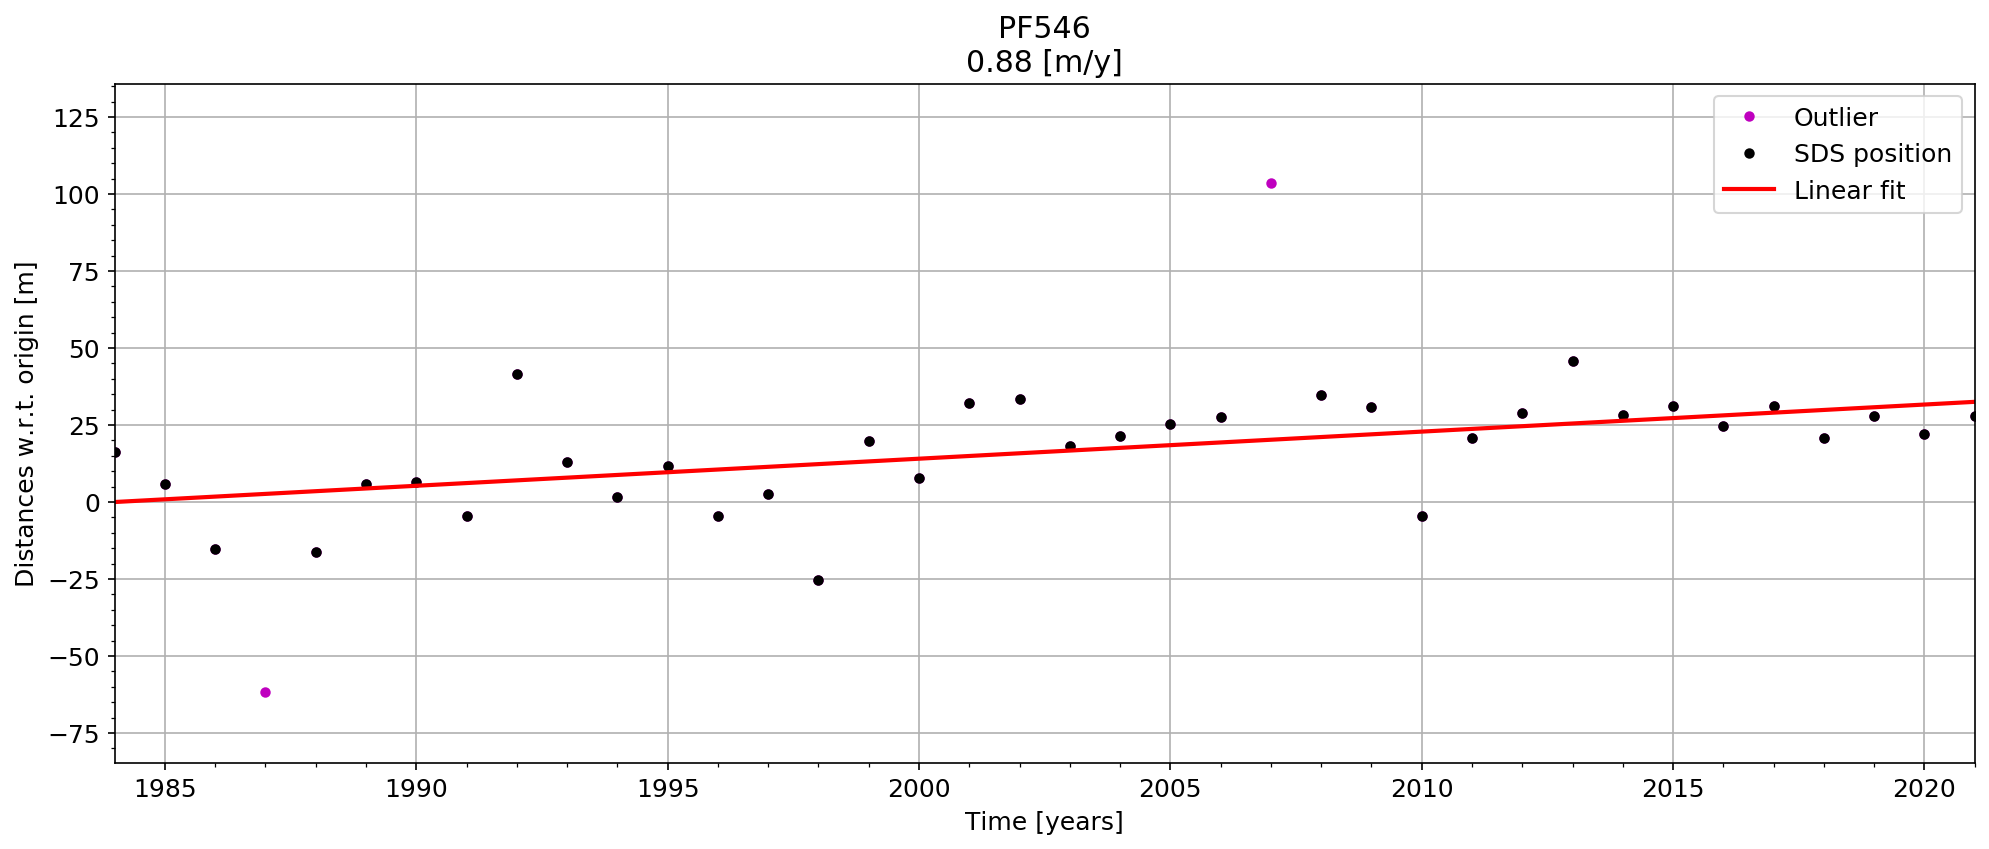 PF546
0.88 [m/y]
Outlier
SDS position
Linear fit
Distances w.r.t. origin [m]
125
100
75
50
25
0
−25
−50
−75
1985 1990 1995 2000 2005 2010 2015 2020
Time [years]